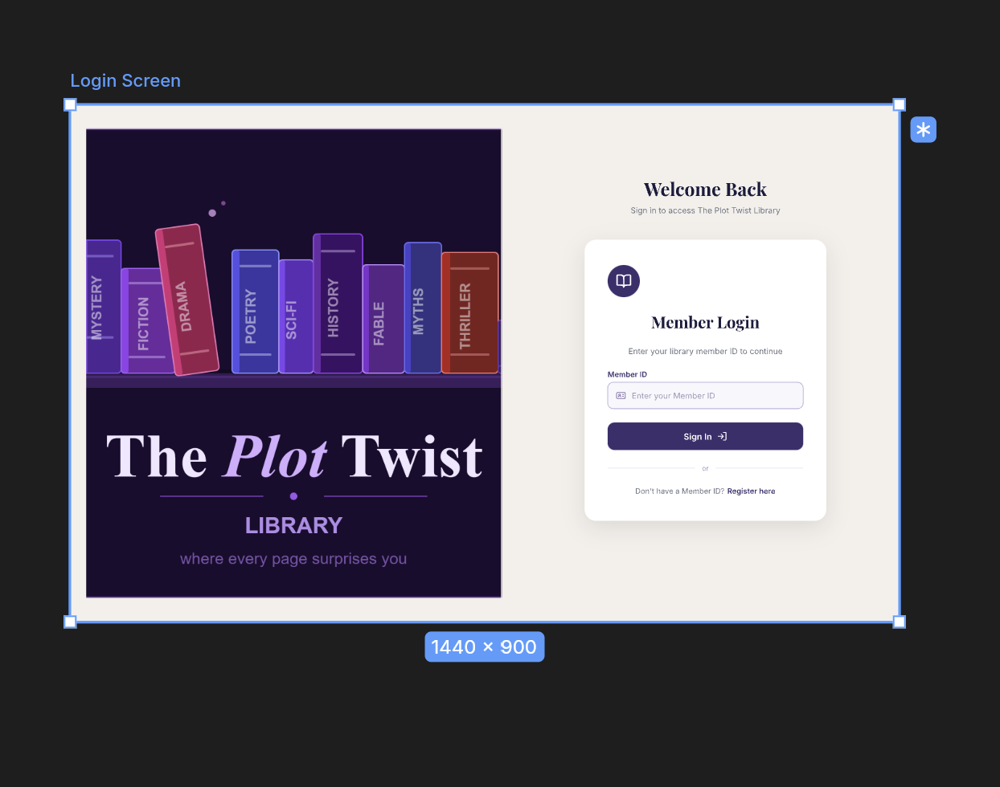 Login Screen
MYSTERY
FICTION
DRAMA
POETRY
SCI-FI
HISTORY
FABLE
MYTHS
THRILLER
The Plot Twist
LIBRARY
where every page surprises you
Welcome Back
Sign in to access The Plot Twist Library
Member Login
Enter your library member ID to continue
Member ID
Enter your Member ID
Sign In
or
Don't have a Member ID? Register here
1440 × 900